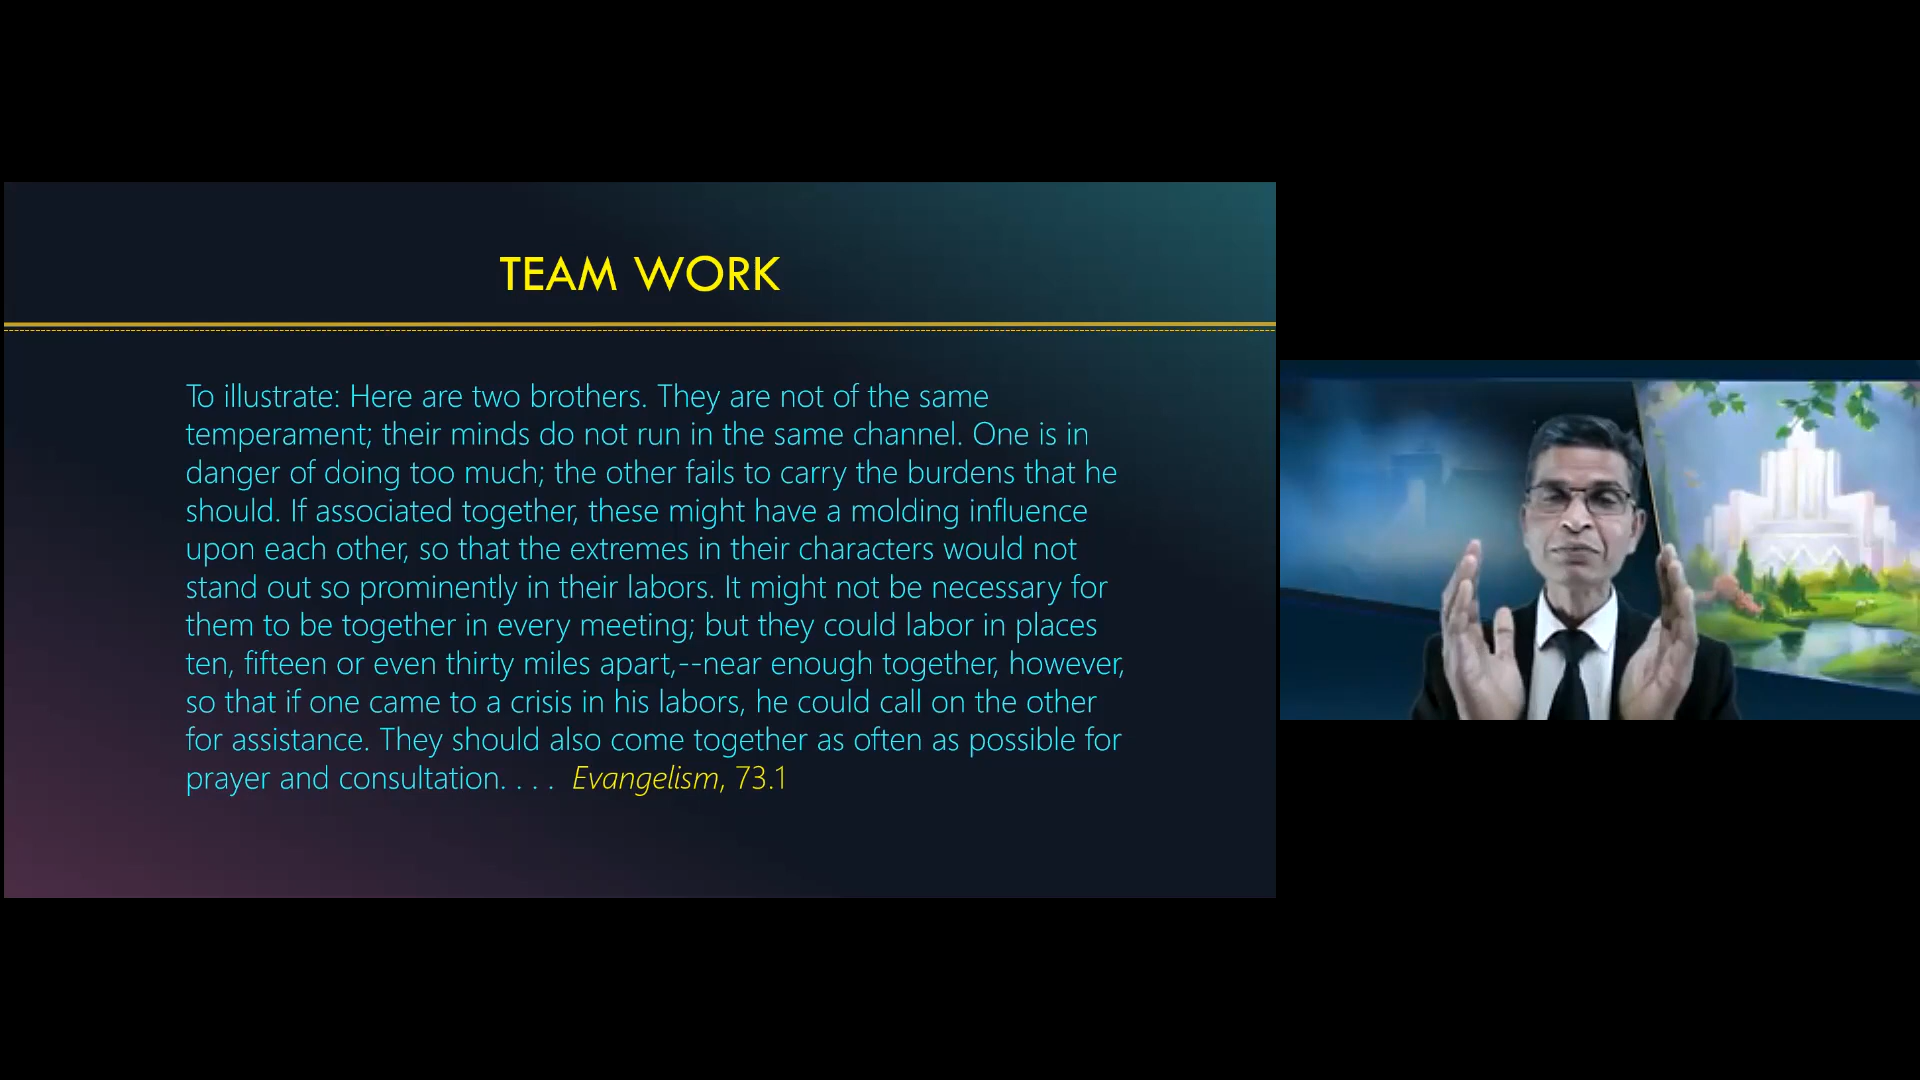 TEAM WORK
To illustrate: Here are two brothers. They are not of the same
temperament; their minds do not run in the same channel. One is in
danger of doing too much; the other fails to carry the burdens that he
should. If associated together, these might have a molding influence
upon each other, so that the extremes in their characters would not
stand out so prominently in their labors. It might not be necessary for
them to be together in every meeting; but they could labor in places
ten, fifteen or even thirty miles apart,--near enough together, however,
so that if one came to a crisis in his labors, he could call on the other
for assistance. They should also come together as often as possible for
prayer and consultation. . . . Evangelism, 73.1